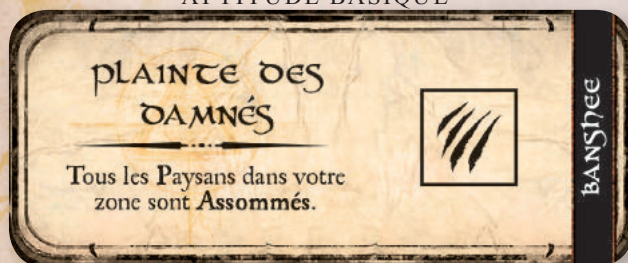 APTITUDE BASIQUE
PLAINTE DES
DAMNÉS
Tous les Paysans dans votre
zone sont Assommés.
BANSHEE